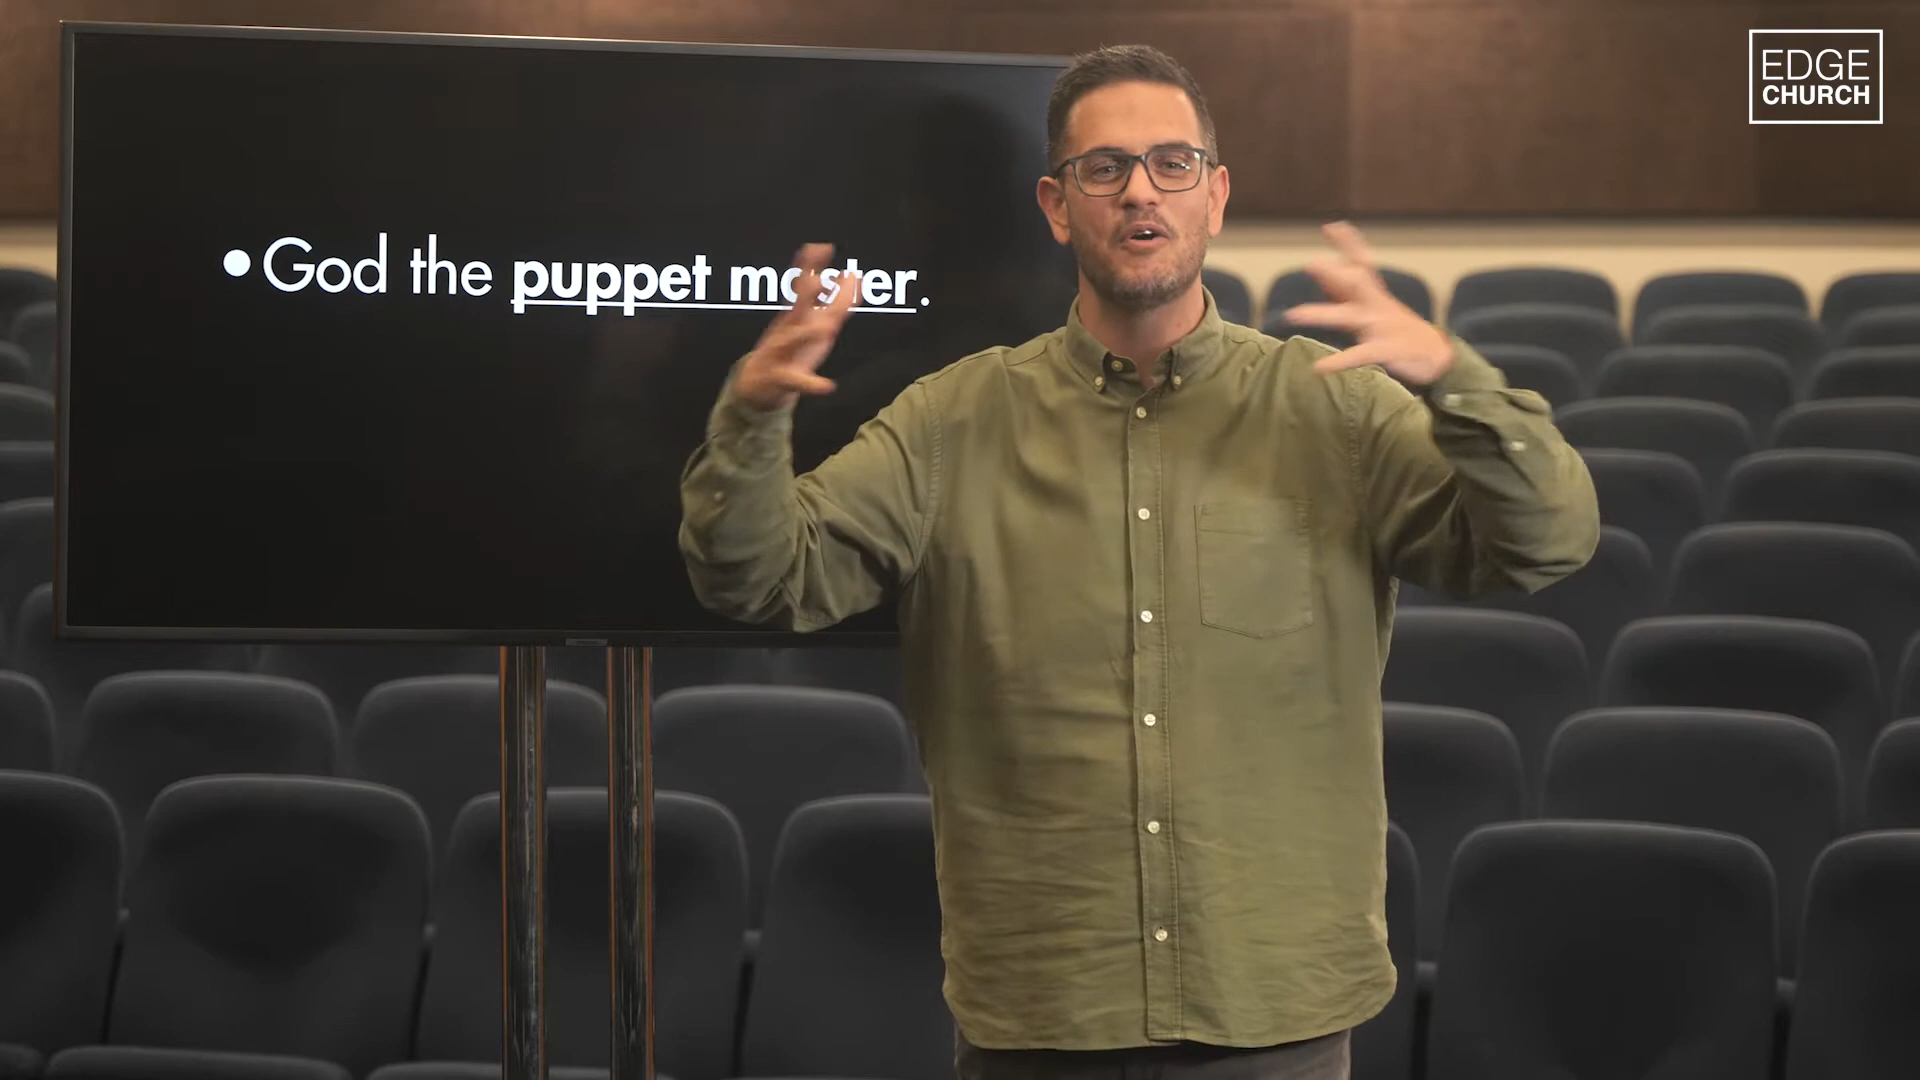 EDGE
CHURCH
• God the puppet master.